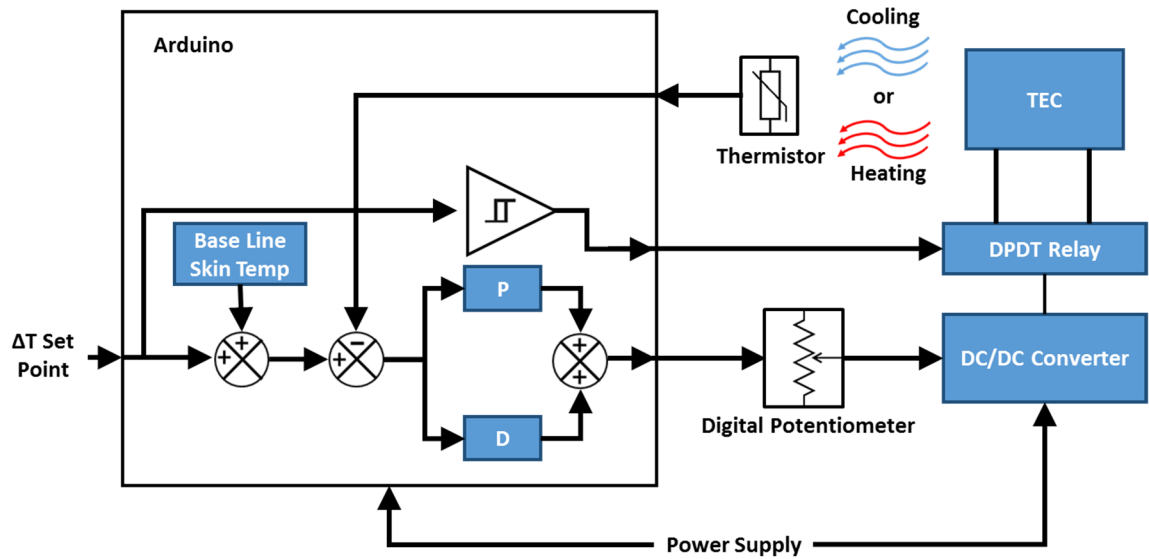 Arduino
Cooling
or
Heating
TEC
Thermistor
Base Line
Skin Temp
DPDT Relay
P
ΔT Set
Point
+
+
+
−
+
+
DC/DC Converter
D
Digital Potentiometer
Power Supply